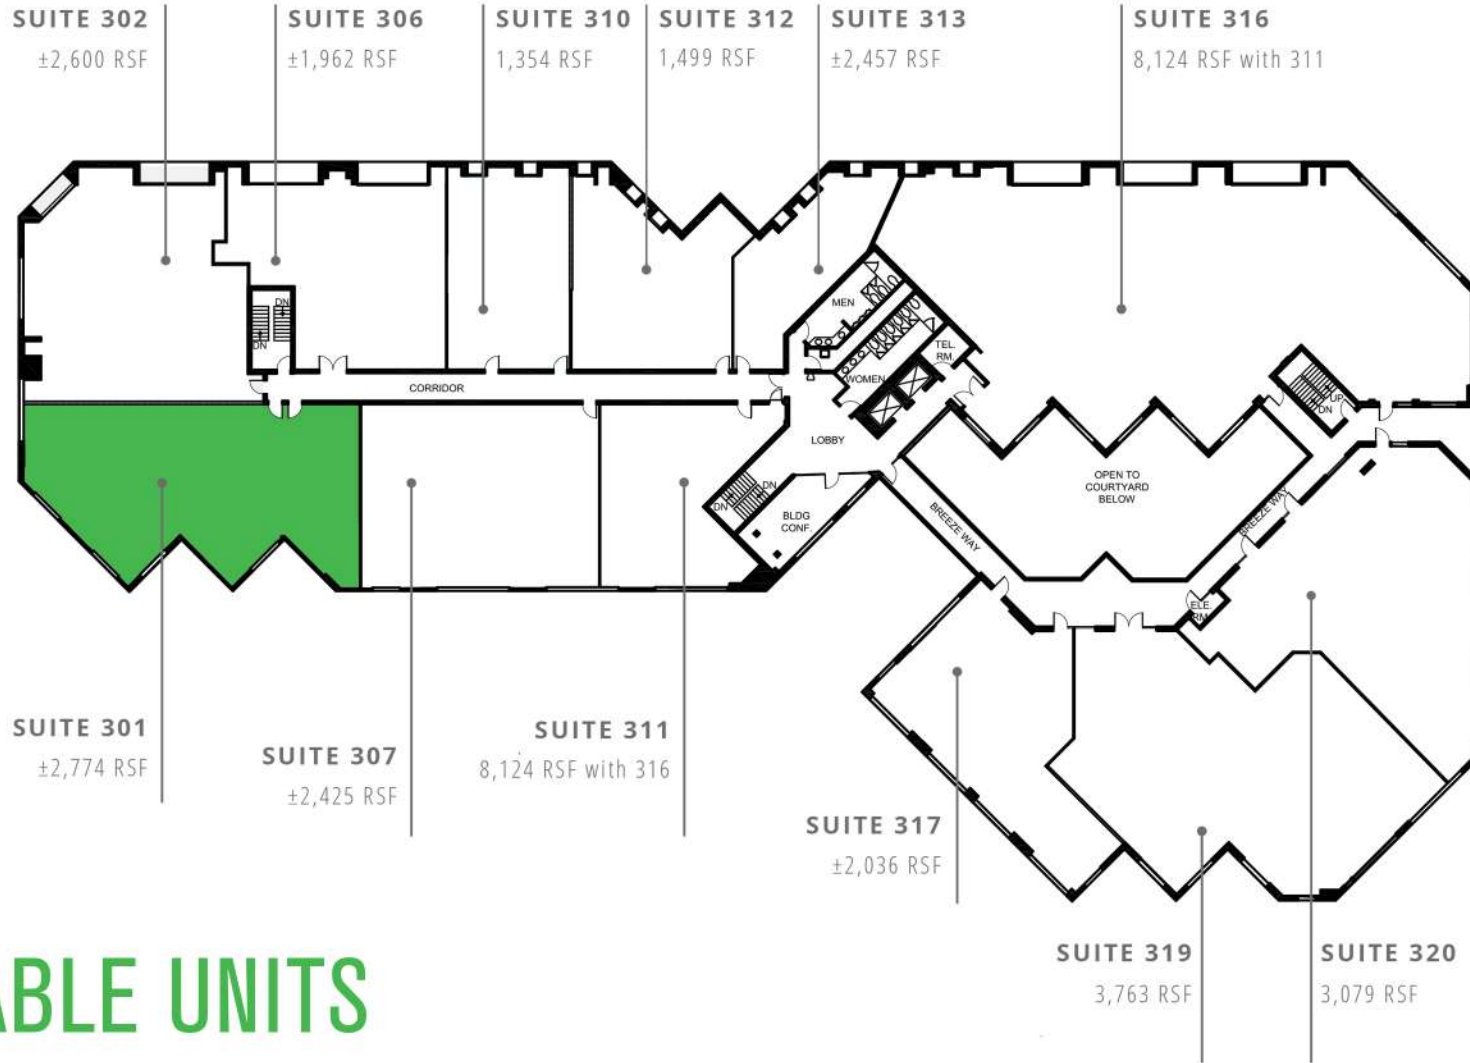 SUITE 302
±2,600 RSF
SUITE 306
±1,962 RSF
SUITE 310
1,354 RSF
SUITE 312
1,499 RSF
SUITE 313
±2,457 RSF
SUITE 316
8,124 RSF with 311
DN
DN
MEN
TEL.
RM.
WOMEN
CORRIDOR
UP
DN
LOBBY
OPEN TO
COURTYARD
BELOW
DN
DN
BLDG
CONF.
BREEZE WAY
BREEZE WAY
ELE.
RM.
SUITE 301
±2,774 RSF
SUITE 307
±2,425 RSF
SUITE 311
8,124 RSF with 316
SUITE 317
±2,036 RSF
SUITE 319
3,763 RSF
SUITE 320
3,079 RSF
ABLE UNITS